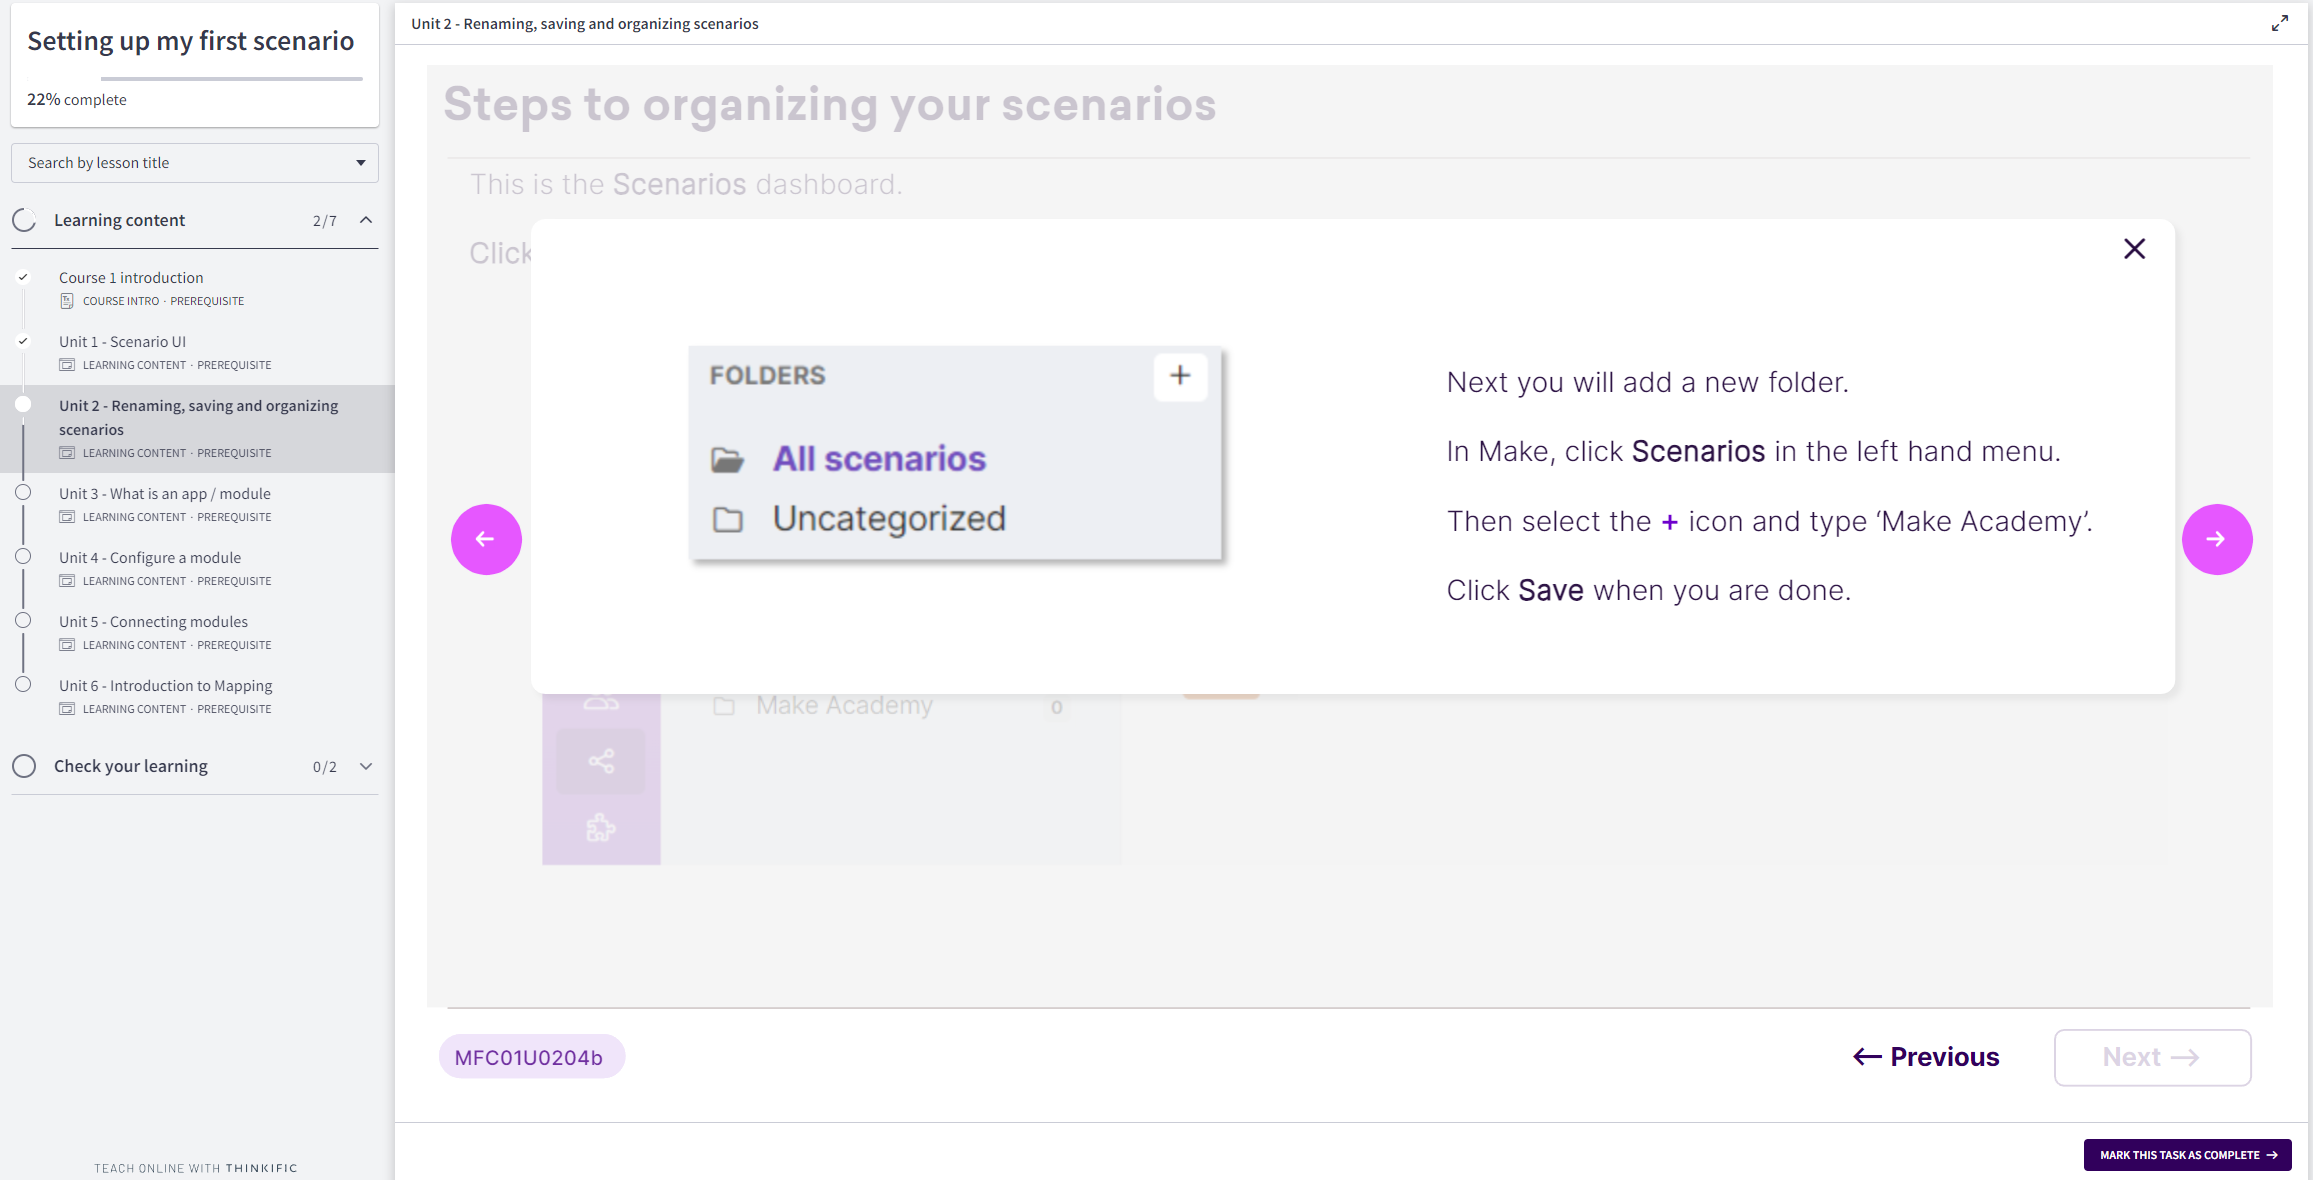 Setting up my first scenario
22% complete
Search by lesson title
Learning content 2/7
Course 1 introduction
COURSE INTRO · PREREQUISITE
Unit 1 - Scenario UI
LEARNING CONTENT · PREREQUISITE
Unit 2 - Renaming, saving and organizing
scenarios
LEARNING CONTENT · PREREQUISITE
Unit 3 - What is an app / module
LEARNING CONTENT · PREREQUISITE
Unit 4 - Configure a module
LEARNING CONTENT · PREREQUISITE
Unit 5 - Connecting modules
LEARNING CONTENT · PREREQUISITE
Unit 6 - Introduction to Mapping
LEARNING CONTENT · PREREQUISITE
Check your learning 0/2
TEACH ONLINE WITH THINKIFIC
Unit 2 - Renaming, saving and organizing scenarios
Steps to organizing your scenarios
This is the Scenarios dashboard.
Click
FOLDERS +
All scenarios
Uncategorized
Next you will add a new folder.
In Make, click Scenarios in the left hand menu.
Then select the + icon and type ‘Make Academy’.
Click Save when you are done.
Make Academy 0
MFC01U0204b
← Previous
Next →
MARK THIS TASK AS COMPLETE →